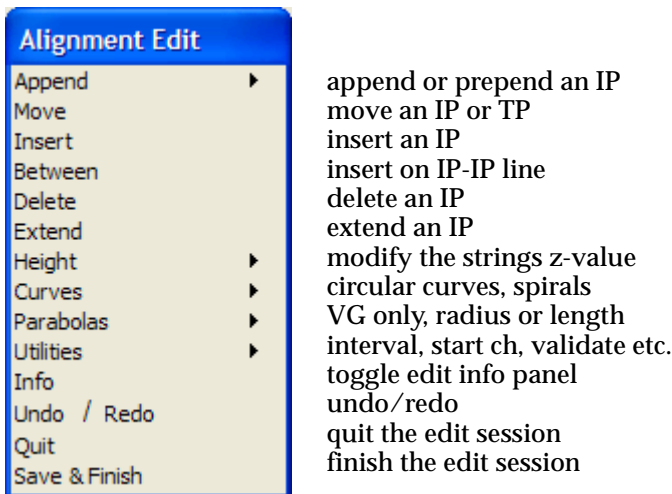 Alignment Edit
Append append or prepend an IP
Move move an IP or TP
Insert insert an IP
Between insert on IP-IP line
Delete delete an IP
Extend extend an IP
Height modify the strings z-value
Curves circular curves, spirals
Parabolas VG only, radius or length
Utilities interval, start ch, validate etc.
Info toggle edit info panel
Undo / Redo undo/redo
Quit quit the edit session
Save & Finish finish the edit session